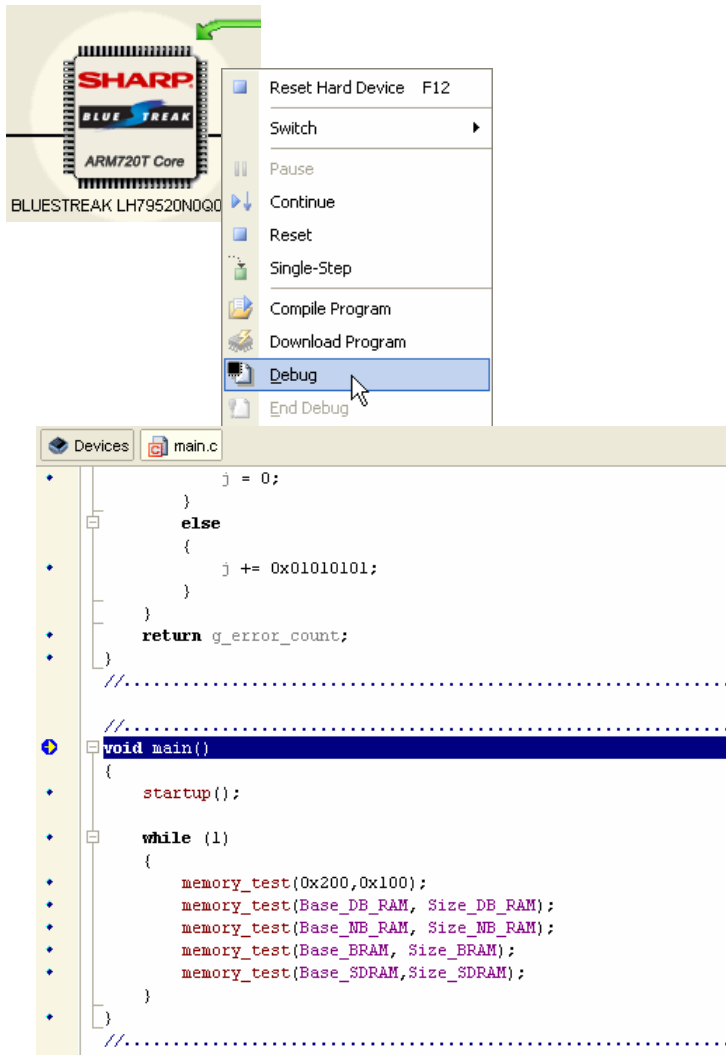 SHARP
BLUE STREAK
ARM720T Core
BLUESTREAK LH79520N0Q0
Reset Hard Device F12
Switch
Pause
Continue
Reset
Single-Step
Compile Program
Download Program
Debug
End Debug
Devices main.c
j = 0;
}
else
{
j += 0x01010101;
}
}
return g_error_count;
}
//............................................................
//............................................................
void main()
{
startup();
while (1)
{
memory_test(0x200,0x100);
memory_test(Base_DB_RAM, Size_DB_RAM);
memory_test(Base_NB_RAM, Size_NB_RAM);
memory_test(Base_BRAM, Size_BRAM);
memory_test(Base_SDRAM,Size_SDRAM);
}
}
//............................................................